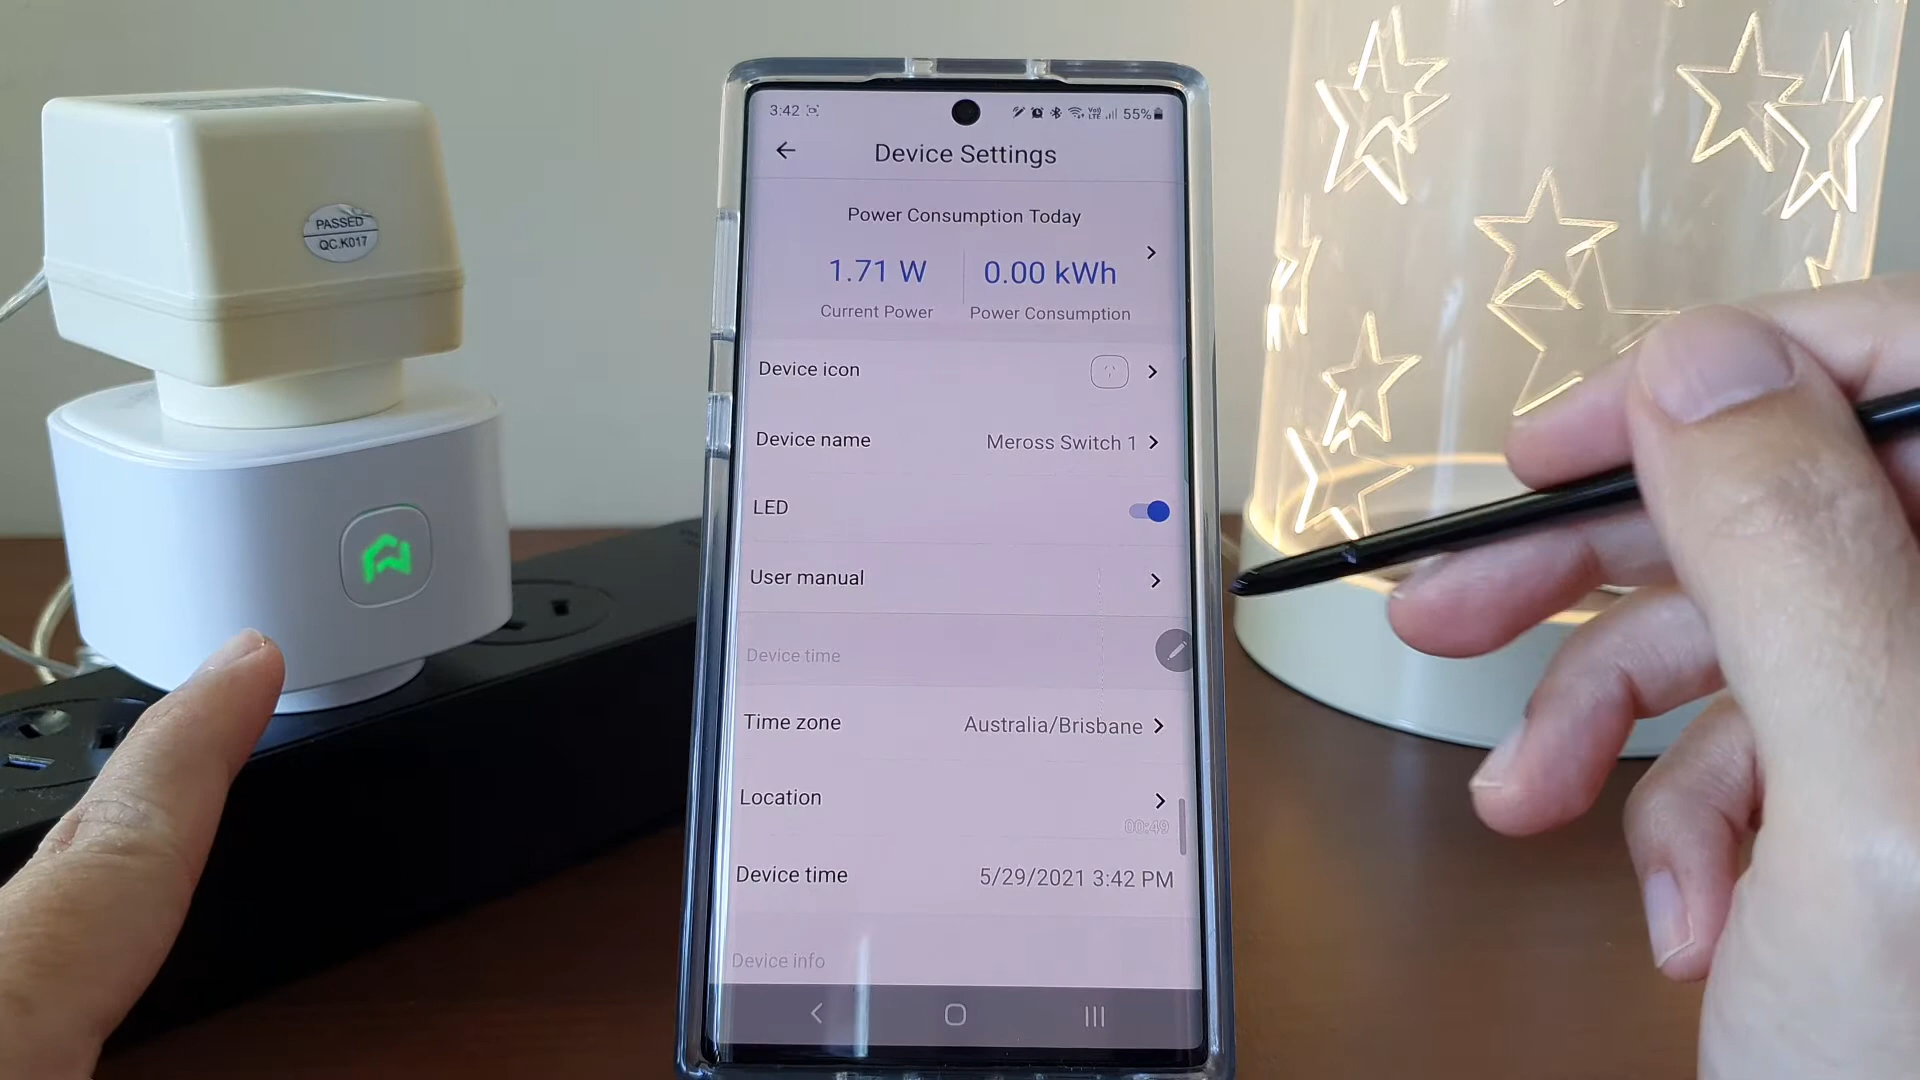 PASSED
QC.K017
3:42
55%
Device Settings
Power Consumption Today
1.71 W
0.00 kWh
Current Power
Power Consumption
Device icon
Device name
Meross Switch 1
LED
User manual
Device time
Time zone
Australia/Brisbane
Location
00:49
Device time
5/29/2021 3:42 PM
Device info